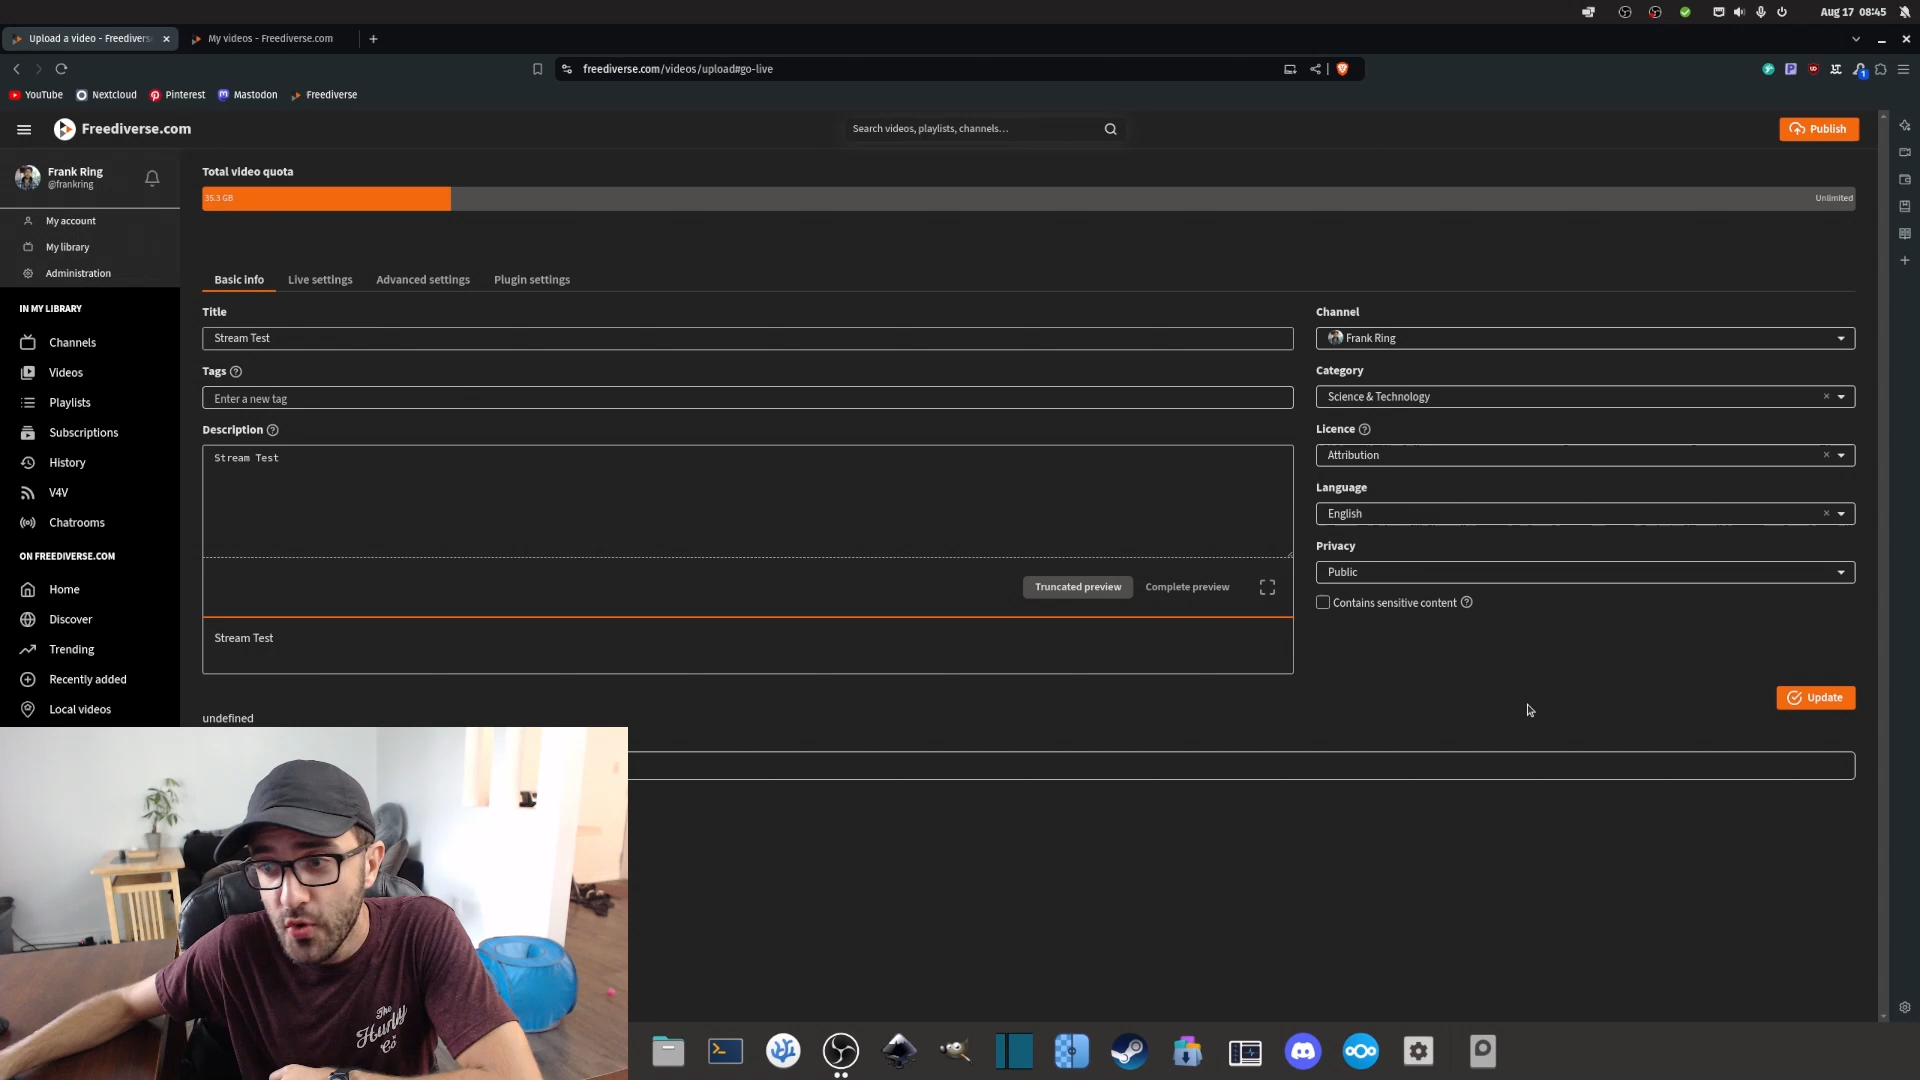 Aug 17 08:45
Upload a video - Freedivers
My videos - Freediverse.com
freediverse.com/videos/upload#go-live
1
YouTube
Nextcloud
Pinterest
Mastodon
Freediverse
Freediverse.com
Search videos, playlists, channels…
Publish
Frank Ring
@frankring
My account
My library
Administration
IN MY LIBRARY
Channels
Videos
Playlists
Subscriptions
History
V4V
Chatrooms
ON FREEDIVERSE.COM
Home
Discover
Trending
Recently added
Local videos
Total video quota
35.3 GB
Unlimited
Basic info
Live settings
Advanced settings
Plugin settings
Title
Stream Test
Tags
Enter a new tag
Description
Stream Test
Truncated preview
Complete preview
Stream Test
Channel
Frank Ring
Category
Science & Technology
Licence
Attribution
Language
English
Privacy
Public
Contains sensitive content
Update
undefined
The
Hundy
Co